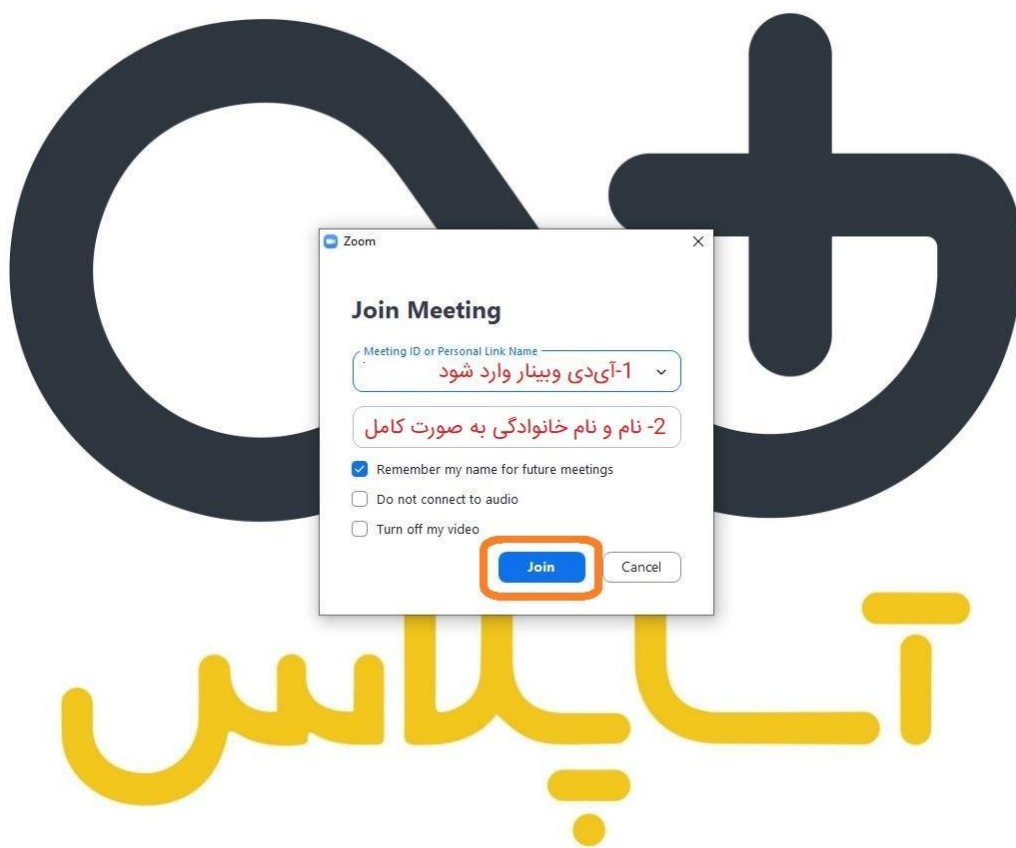 Zoom
Join Meeting
Meeting ID or Personal Link Name
1-آی‌دی وبینار وارد شود
2- نام و نام خانوادگی به صورت کامل
Remember my name for future meetings
Do not connect to audio
Turn off my video
Join Cancel